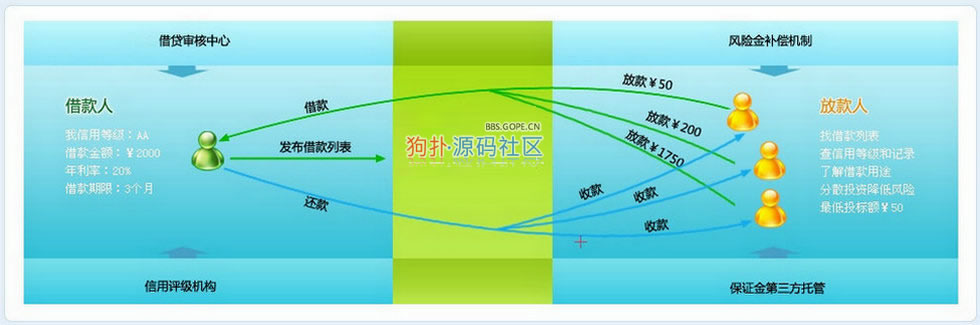 借贷审核中心
风险金补偿机制
借款人
我信用等级：AA
借款金额：￥2000
年利率：20%
借款期限：3个月
借款
发布借款列表
还款
BBS.GOPE.CN
狗扑·源码社区
放款￥50
放款￥200
放款￥1750
收款
收款
收款
放款人
找借款列表
查信用等级和记录
了解借款用途
分散投资降低风险
最低投标额￥50
信用评级机构
保证金第三方托管